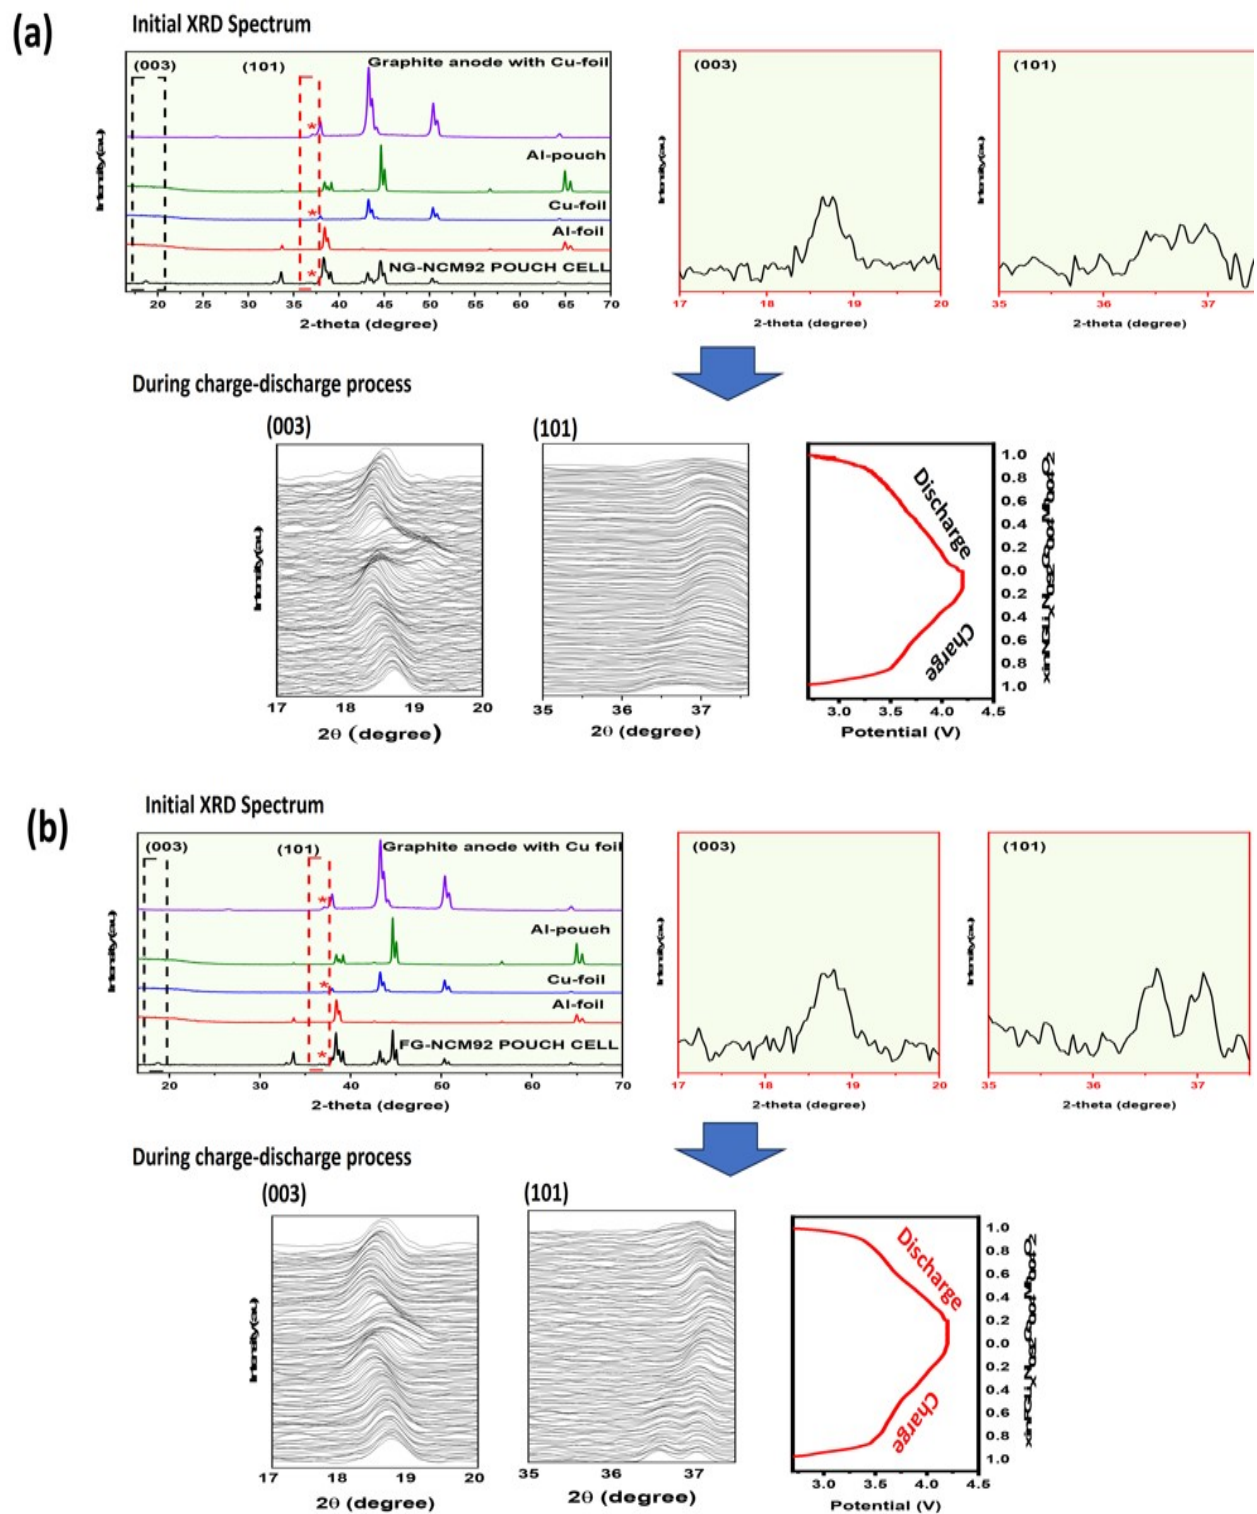 (a)
Initial XRD Spectrum
(003)
(101)
Graphite anode with Cu-foil
*
Al-pouch
Cu-foil
*
Al-foil
*
NG-NCM92 POUCH CELL
Intensity(a.u.)
20 25 30 35 40 45 50 55 60 65 70
2-theta (degree)
(003)
Intensity(a.u.)
17 18 19 20
2-theta (degree)
(101)
Intensity(a.u.)
35 36 37
2-theta (degree)
During charge-discharge process
(003)
Intensity(a.u.)
17 18 19 20
2θ (degree)
(101)
35 36 37
2θ (degree)
Discharge
Charge
1.0
0.8
0.6
0.4
0.2
0.0
0.2
0.4
0.6
0.8
1.0
3.0 3.5 4.0 4.5
Potential (V)
(b)
Initial XRD Spectrum
(003)
(101)
Graphite anode with Cu foil
*
Al-pouch
Cu-foil
*
Al-foil
*
FG-NCM92 POUCH CELL
Intensity(a.u.)
20 30 40 50 60 70
2-theta (degree)
(003)
Intensity(a.u.)
17 18 19 20
2-theta (degree)
(101)
Intensity(a.u.)
35 36 37
2-theta (degree)
During charge-discharge process
(003)
Intensity(a.u.)
17 18 19 20
2θ (degree)
(101)
35 36 37
2θ (degree)
Discharge
Charge
1.0
0.8
0.6
0.4
0.2
0.0
0.2
0.4
0.6
0.8
1.0
3.0 3.5 4.0 4.5
Potential (V)